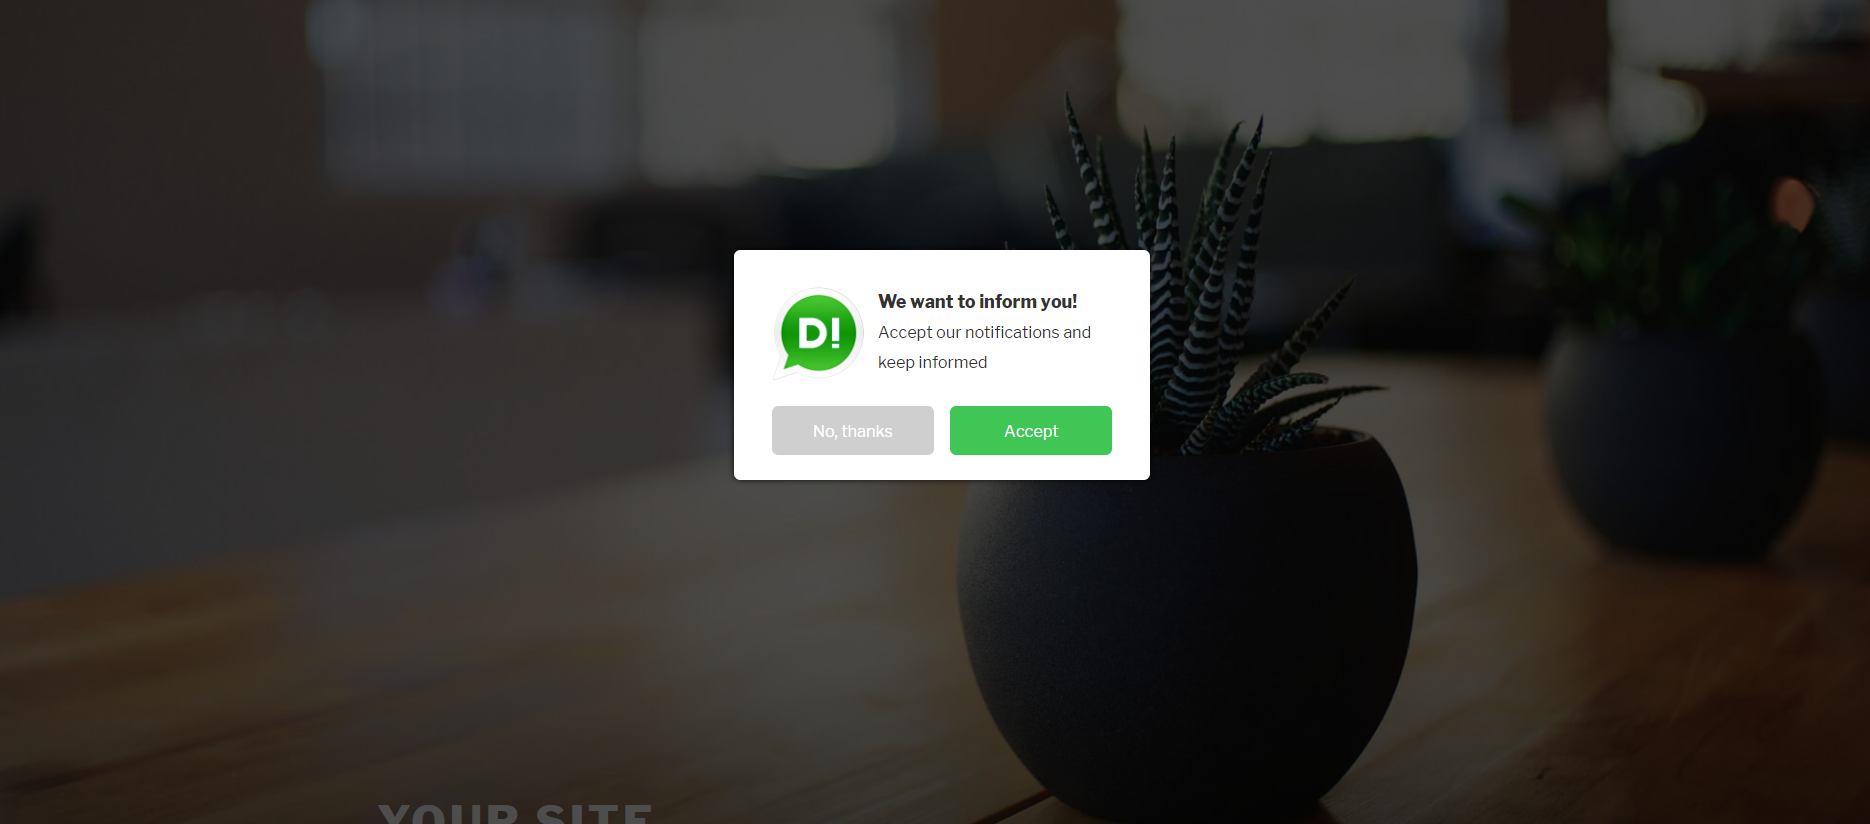 We want to inform you!
D!
Accept our notifications and
keep informed
No, thanks
Accept
YOUR SITE